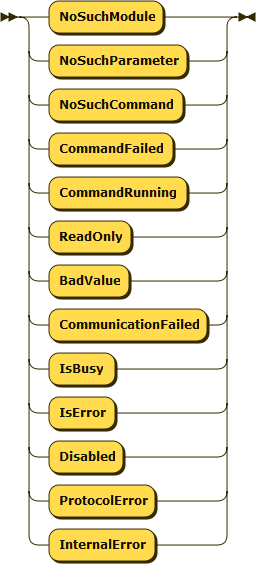 NoSuchModule
NoSuchParameter
NoSuchCommand
CommandFailed
CommandRunning
ReadOnly
BadValue
CommunicationFailed
IsBusy
IsError
Disabled
ProtocolError
InternalError